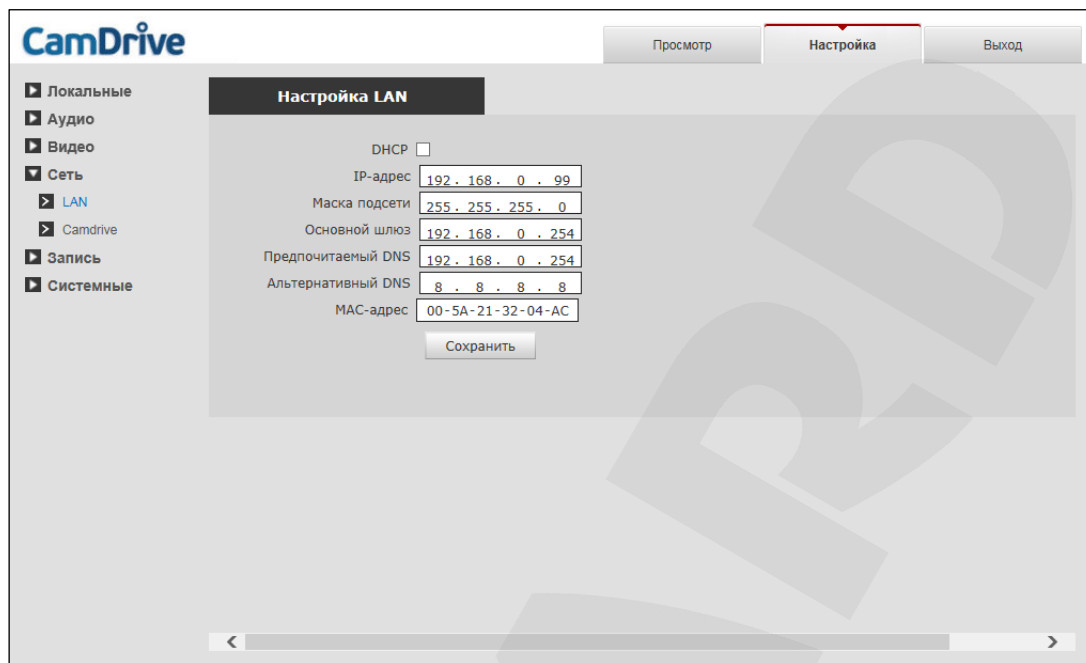 CamDrive
Просмотр
Настройка
Выход
Локальные
Аудио
Видео
Сеть
LAN
Camdrive
Запись
Системные
Настройка LAN
DHCP
IP-адрес 192 . 168 . 0 . 99
Маска подсети 255 . 255 . 255 . 0
Основной шлюз 192 . 168 . 0 . 254
Предпочитаемый DNS 192 . 168 . 0 . 254
Альтернативный DNS 8 . 8 . 8 . 8
MAC-адрес 00-5A-21-32-04-AC
Сохранить